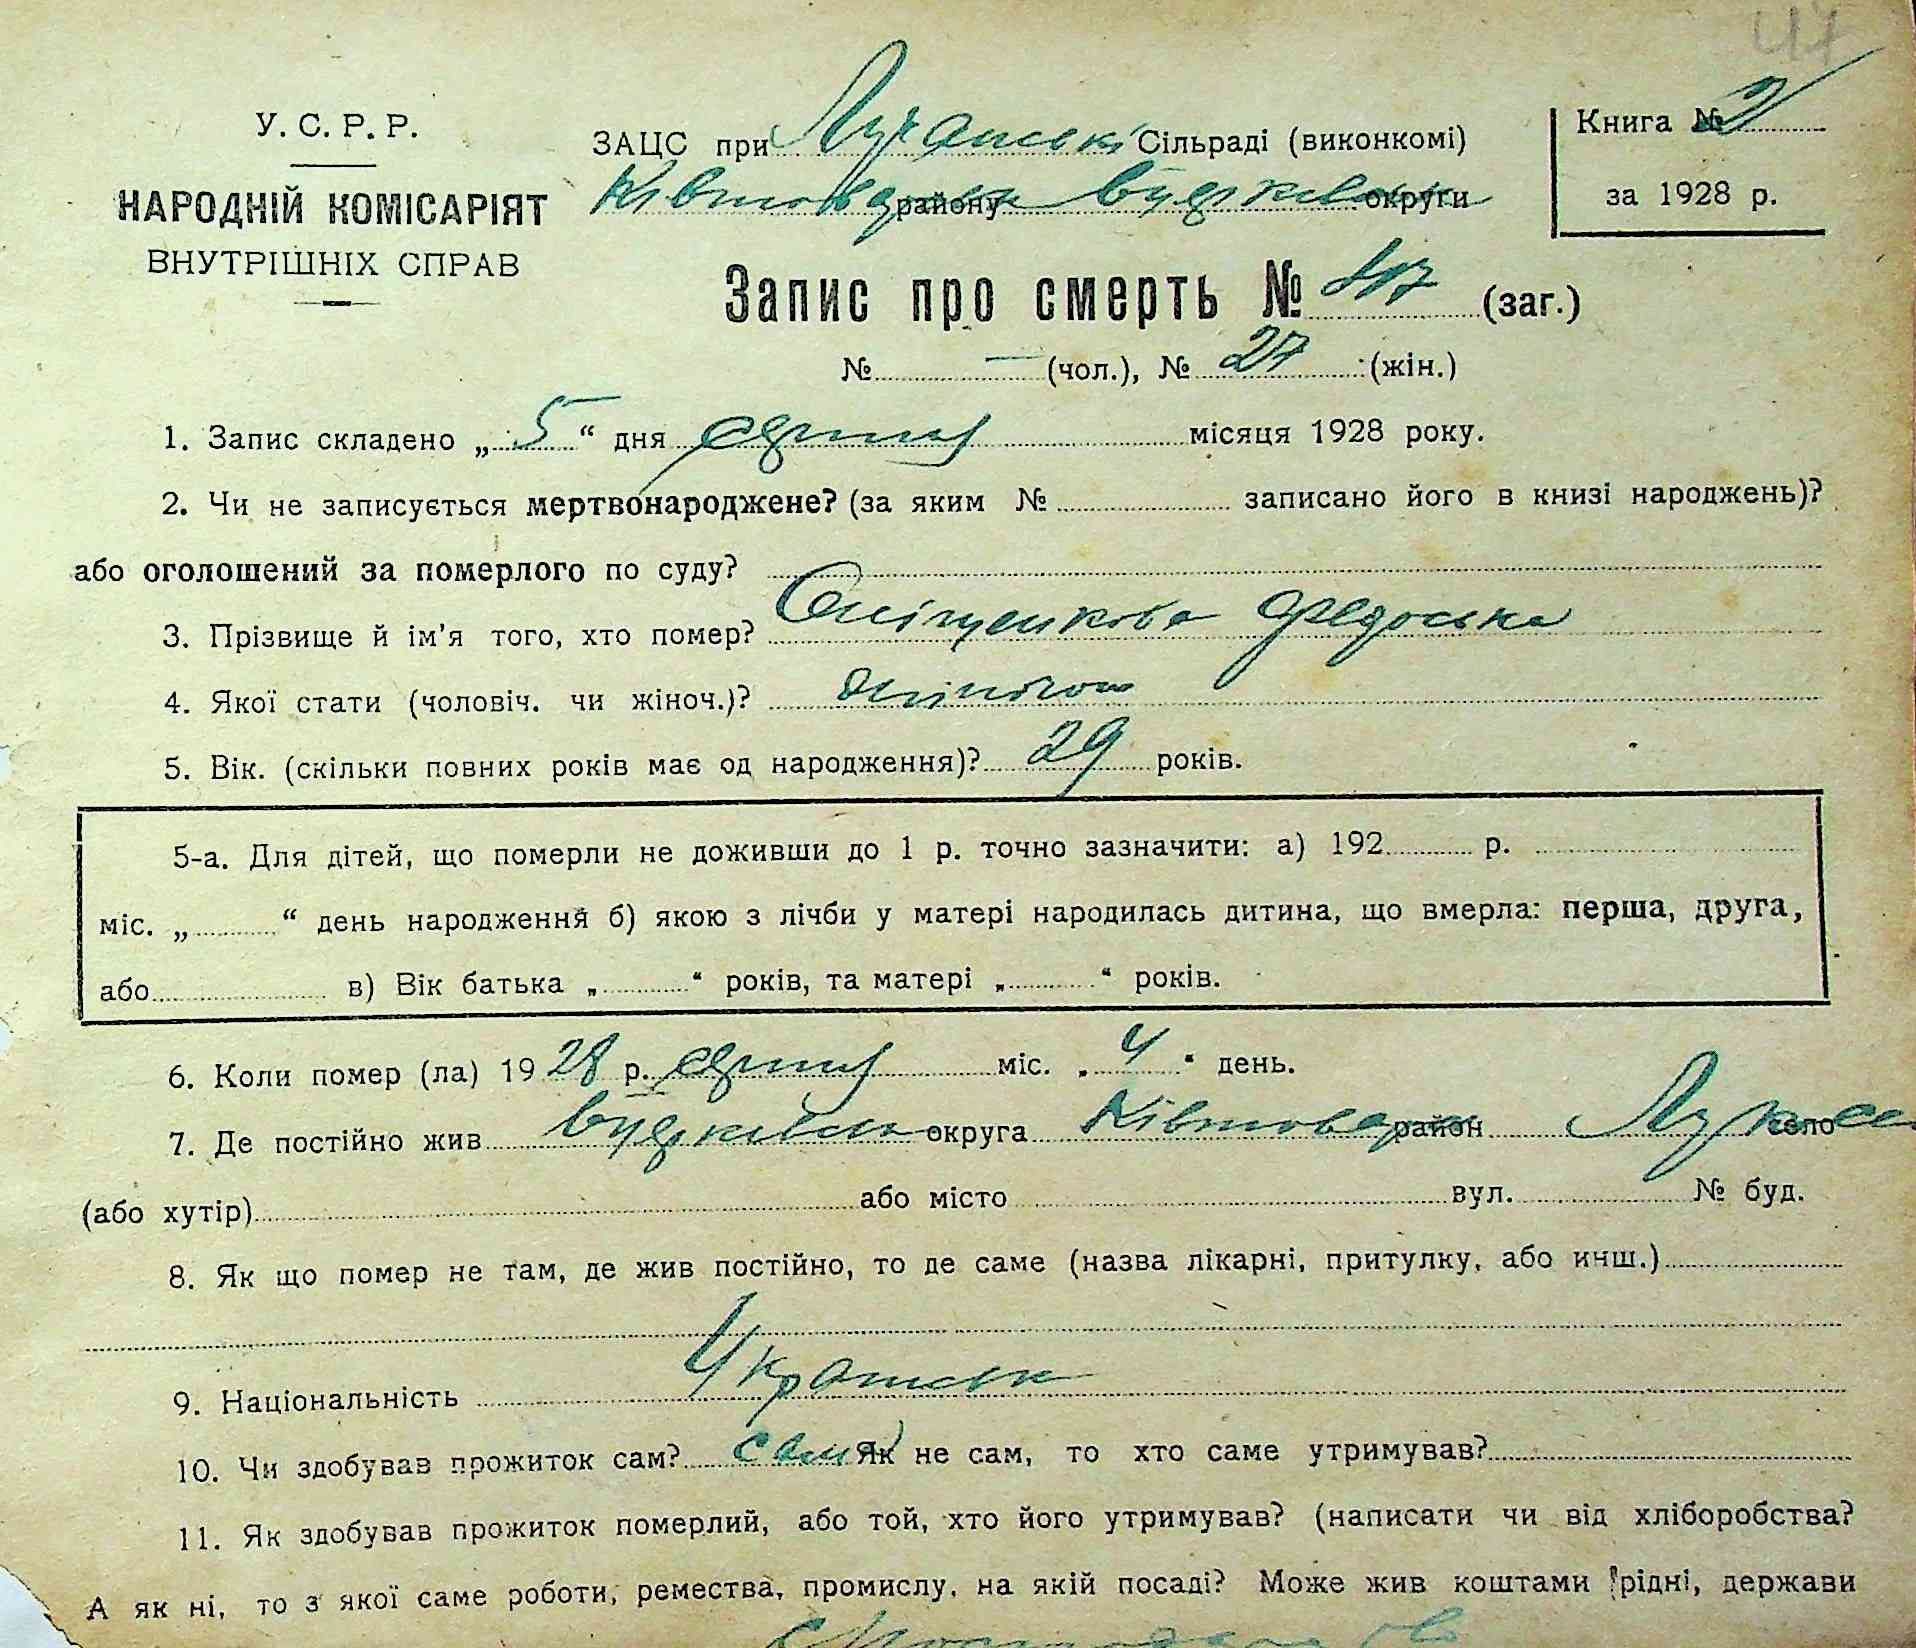 47
У. С. Р. Р.
НАРОДНІЙ КОМІСАРІЯТ
ВНУТРІШНІХ СПРАВ
ЗАЦС при Сільраді (виконкомі)
району округи
Книга № 2
за 1928 р.
Запис про смерть № 47 (заг.)
№ — (чол.), № 27 (жін.)
1. Запис складено „ 5 “ дня серпня місяця 1928 року.
2. Чи не записується мертвонароджене? (за яким № записано його в книзі народжень)?
або оголошений за померлого по суду?
3. Прізвище й ім'я того, хто помер? Оніщенкова Федоська
4. Якої стати (чоловіч. чи жіноч.)? жіночої
5. Вік. (скільки повних років має од народження)? 29 років.
5-а. Для дітей, що померли не доживши до 1 р. точно зазначити: а) 192 р.
міс. „ “ день народження б) якою з лічби у матері народилась дитина, що вмерла: перша, друга,
або в) Вік батька „ “ років, та матері „ “ років.
6. Коли помер (ла) 1928 р. серпня міс. „ 4 “ день.
7. Де постійно жив округа район село
(або хутір) або місто вул. № буд.
8. Як що помер не там, де жив постійно, то де саме (назва лікарні, притулку, або инш.)
9. Національність
10. Чи здобував прожиток сам? сам Як не сам, то хто саме утримував?
11. Як здобував прожиток померлий, або той, хто його утримував? (написати чи від хліборобства?
А як ні, то з якої саме роботи, ремества, промислу, на якій посаді? Може жив коштами рідні, держави